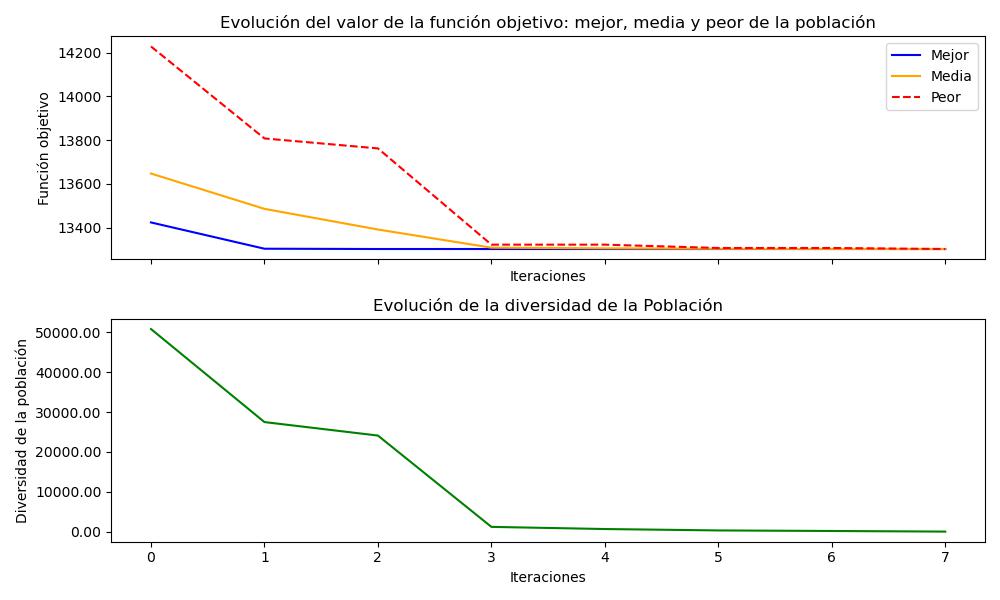 Evolución del valor de la función objetivo: mejor, media y peor de la población
Función objetivo
14200
14000
13800
13600
13400
Mejor
Media
Peor
Iteraciones
Evolución de la diversidad de la Población
Diversidad de la población
50000.00
40000.00
30000.00
20000.00
10000.00
0.00
0 1 2 3 4 5 6 7
Iteraciones